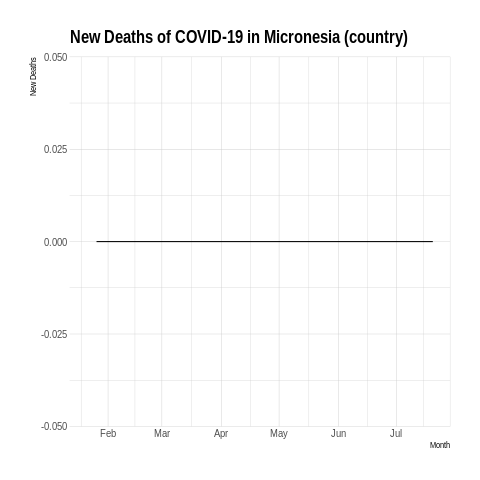 New Deaths of COVID-19 in Micronesia (country)
New Deaths
0.050
0.025
0.000
-0.025
-0.050
Feb Mar Apr May Jun Jul
Month